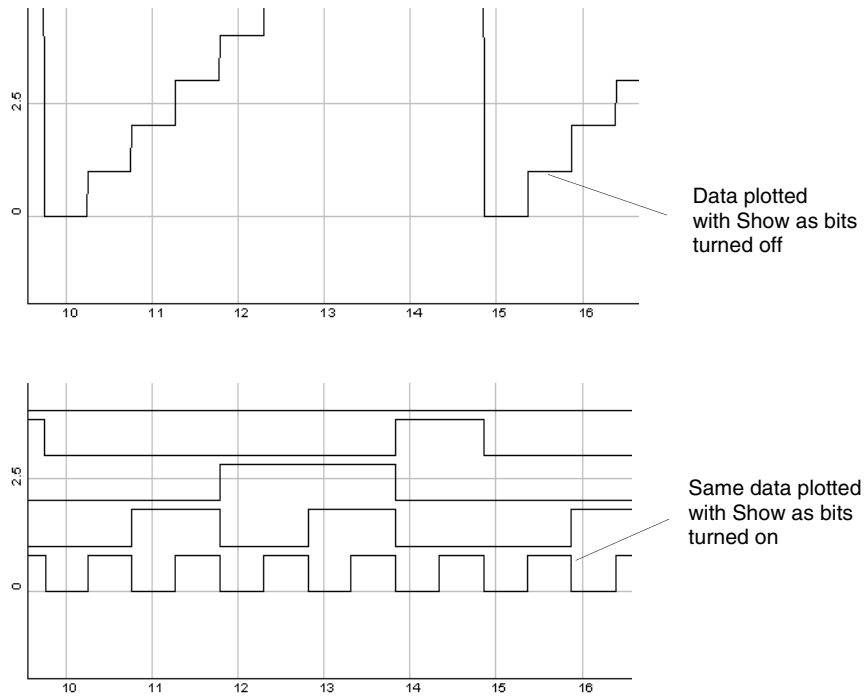 2.5
0
10 11 12 13 14 15 16
Data plotted
with Show as bits
turned off
2.5
0
10 11 12 13 14 15 16
Same data plotted
with Show as bits
turned on